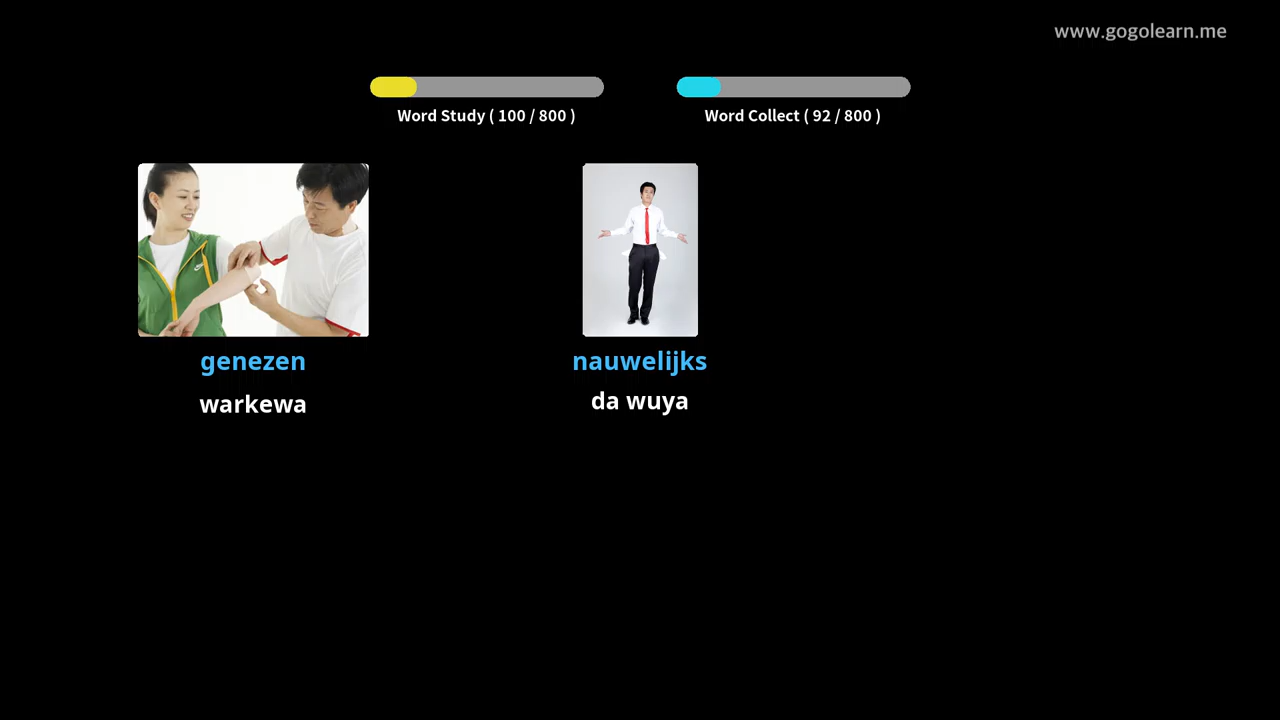 www.gogolearn.me
Word Study ( 100 / 800 )
Word Collect ( 92 / 800 )
genezen
nauwelijks
warkewa
da wuya